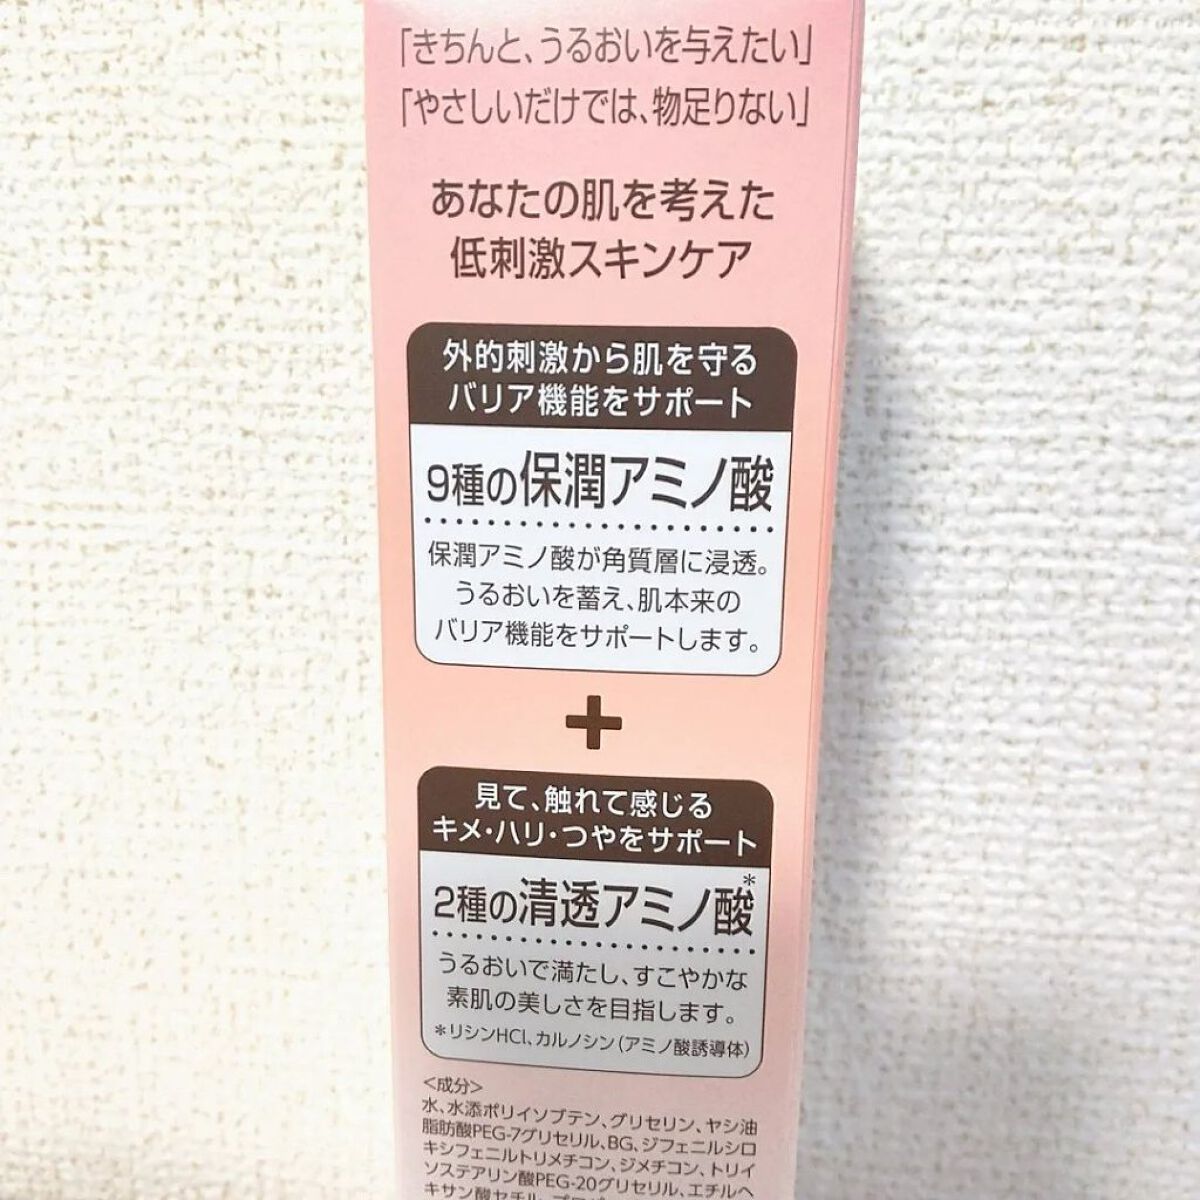 「きちんと、うるおいを与えたい」
「やさしいだけでは、物足りない」
あなたの肌を考えた
低刺激スキンケア
外的刺激から肌を守る
バリア機能をサポート
9種の保潤アミノ酸
保潤アミノ酸が角質層に浸透。
うるおいを蓄え、肌本来の
バリア機能をサポートします。
+
見て、触れて感じる
キメ・ハリ・つやをサポート
2種の清透アミノ酸*
うるおいで満たし、すこやかな
素肌の美しさを目指します。
*リシンHCl、カルノシン(アミノ酸誘導体)
<成分>
水、水添ポリイソブテン、グリセリン、ヤシ油
脂肪酸PEG-7グリセリル、BG、ジフェニルシロ
キシフェニルトリメチコン、ジメチコン、トリイ
ソステアリン酸PEG-20グリセリル、エチルヘ
キサン酸セチル、